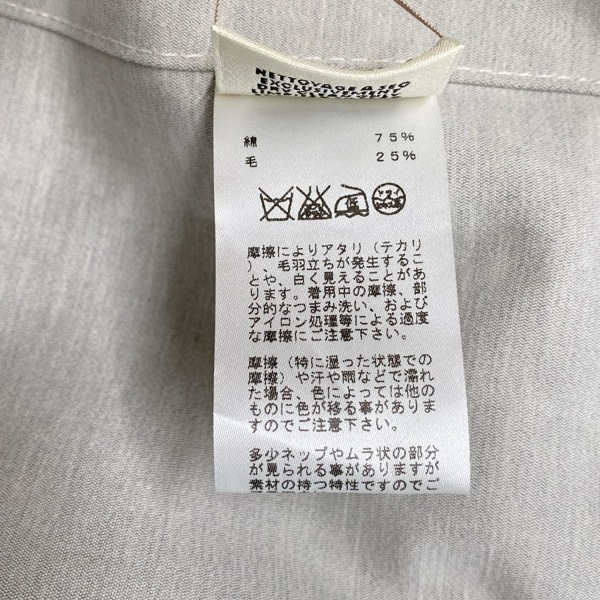 NETTOYAGE A SEC
EXCLUSIVEMENT
綿 75%
毛 25%
低
ドライ
摩擦によりアタリ（テカリ
）、毛羽立ちが発生するこ
とや、白く見えることがあ
ります。着用中の摩擦、部
分的なつまみ洗い、および
アイロン処理等による過度
な摩擦にご注意下さい。
摩擦（特に湿った状態での
摩擦）や汗や雨などで濡れ
た場合、色によっては他の
ものに色が移る事がありま
すのでご注意下さい。
多少ネップやムラ状の部分
が見られる事がありますが
素材の持つ特性ですのでご